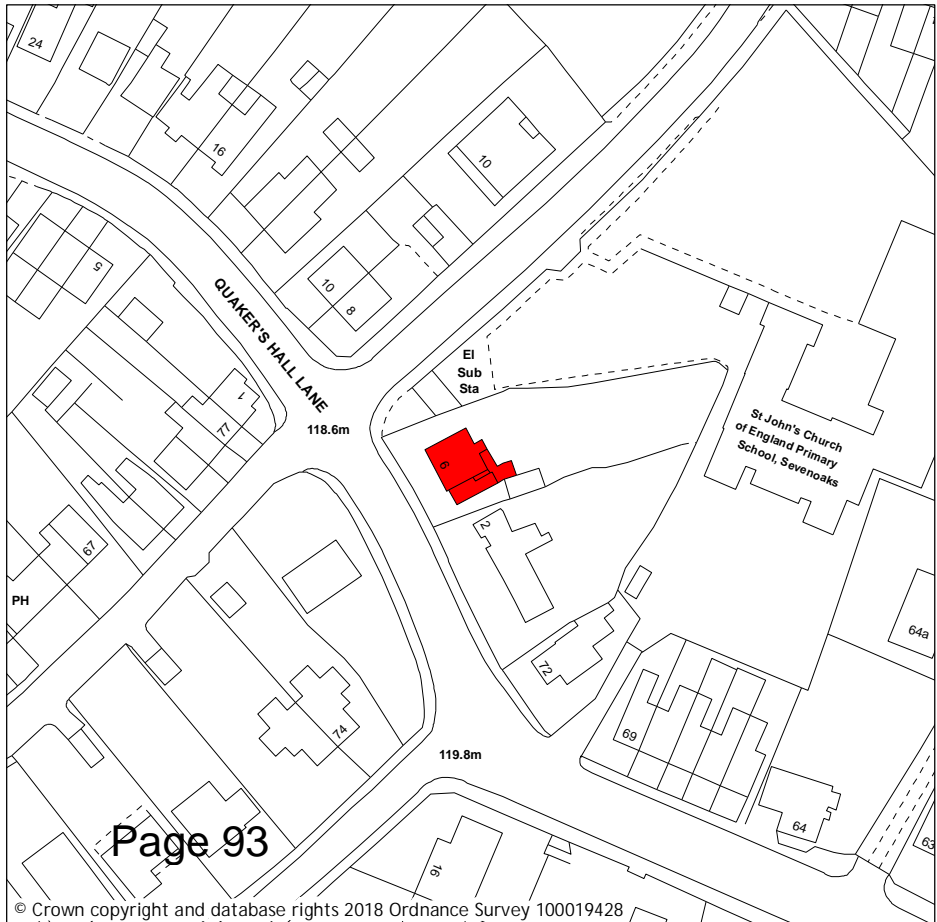 24
16
10
5
10
8
QUAKER'S HALL LANE
El
Sub
Sta
1
77
118.6m
St John's Church
of England Primary
School, Sevenoaks
6
2
67
PH
64a
72
74
69
119.8m
64
63
16
Page 93
© Crown copyright and database rights 2018 Ordnance Survey 100019428